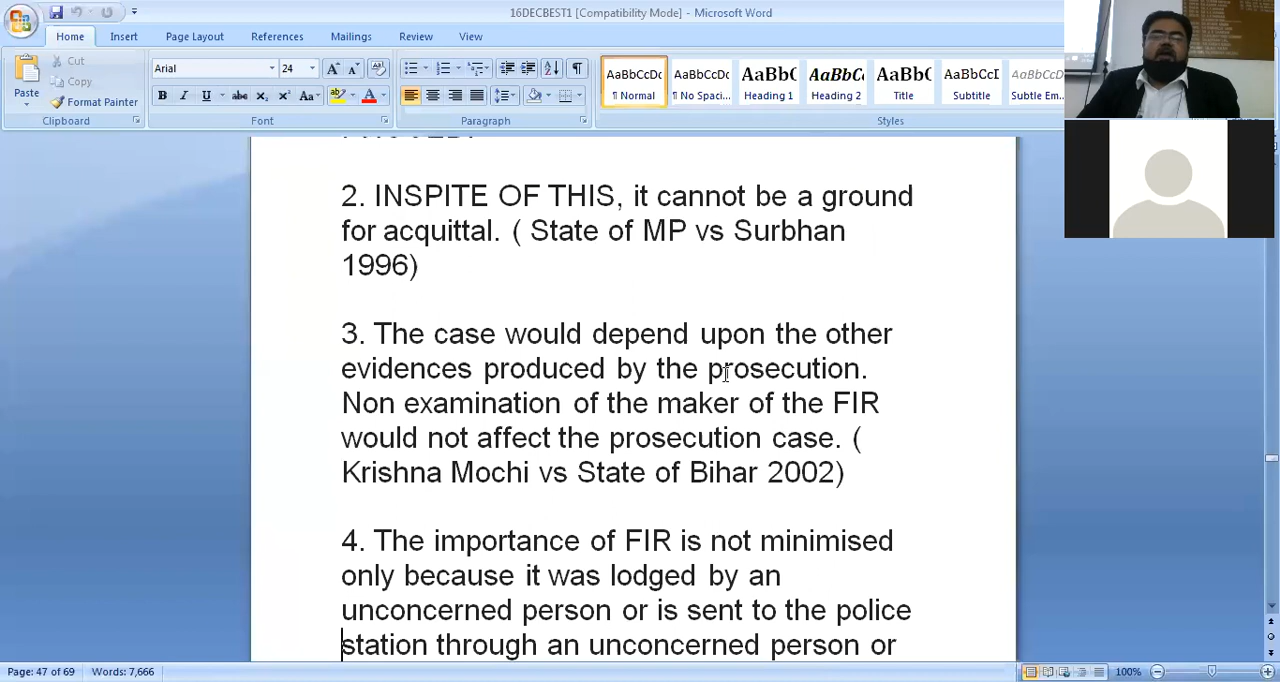 16DECBEST1 [Compatibility Mode] - Microsoft Word
Home Insert Page Layout References Mailings Review View
Paste
Cut
Copy
Format Painter
Clipboard
Arial 24
Font
Paragraph
AaBbCcDc AaBbCcDc AaBbC AaBbC AaBb( AaBbCcI AaBbCcDc
¶ Normal ¶ No Spaci... Heading 1 Heading 2 Title Subtitle Subtle Em...
Styles
2. INSPITE OF THIS, it cannot be a ground
for acquittal. ( State of MP vs Surbhan
1996)
3. The case would depend upon the other
evidences produced by the prosecution.
Non examination of the maker of the FIR
would not affect the prosecution case. (
Krishna Mochi vs State of Bihar 2002)
4. The importance of FIR is not minimised
only because it was lodged by an
unconcerned person or is sent to the police
station through an unconcerned person or
Page: 47 of 69 Words: 7,666 100%